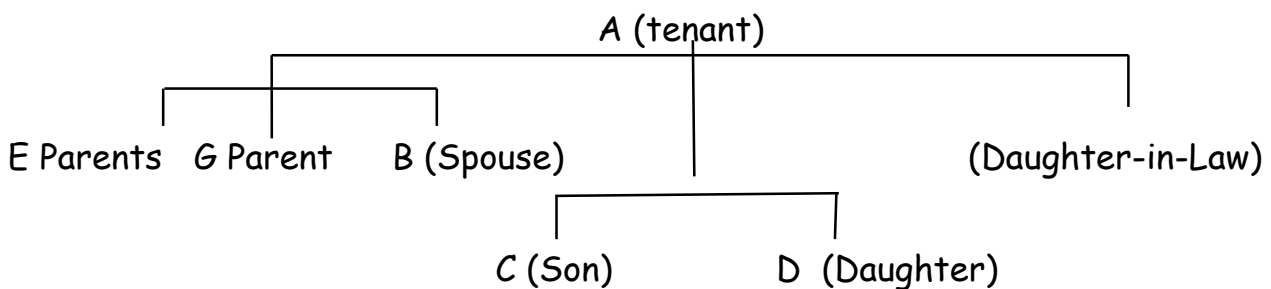 A (tenant)
E Parents G Parent B (Spouse) (Daughter-in-Law)
C (Son) D (Daughter)